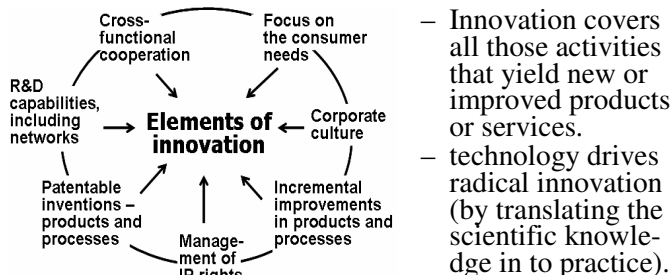 Cross-
functional
cooperation
Focus on
the consumer
needs
R&D
capabilities,
including
networks
Elements of
innovation
Corporate
culture
Patentable
inventions –
products and
processes
Incremental
improvements
in products and
processes
Manage-
ment of
IP rights
– Innovation covers
all those activities
that yield new or
improved products
or services.
– technology drives
radical innovation
(by translating the
scientific knowle-
dge in to practice).